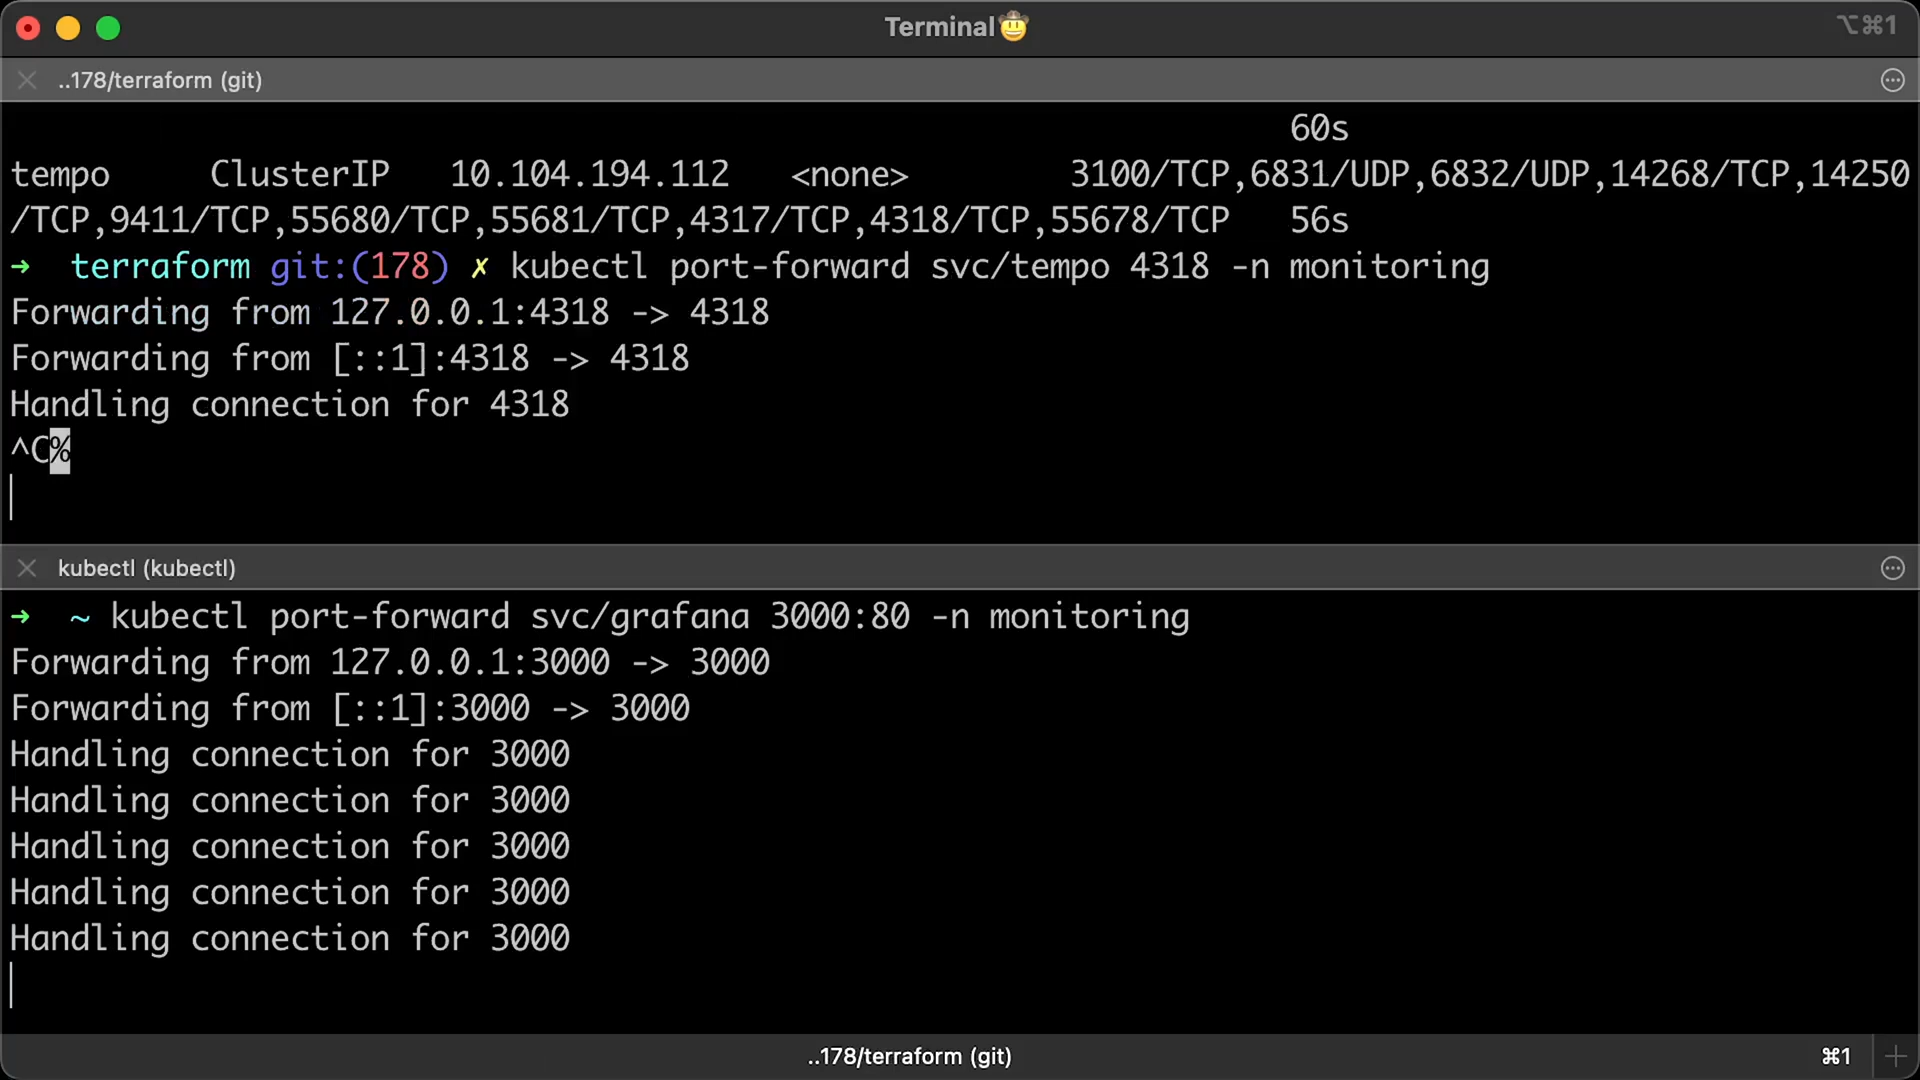 Terminal🤠
⌥⌘1
..178/terraform (git)
60s
tempo     ClusterIP   10.104.194.112   <none>        3100/TCP,6831/UDP,6832/UDP,14268/TCP,14250
/TCP,9411/TCP,55680/TCP,55681/TCP,4317/TCP,4318/TCP,55678/TCP   56s
➜  terraform git:(178) ✗ kubectl port-forward svc/tempo 4318 -n monitoring
Forwarding from 127.0.0.1:4318 -> 4318
Forwarding from [::1]:4318 -> 4318
Handling connection for 4318
^C%
kubectl (kubectl)
➜  ~ kubectl port-forward svc/grafana 3000:80 -n monitoring
Forwarding from 127.0.0.1:3000 -> 3000
Forwarding from [::1]:3000 -> 3000
Handling connection for 3000
Handling connection for 3000
Handling connection for 3000
Handling connection for 3000
Handling connection for 3000
..178/terraform (git)
⌘1